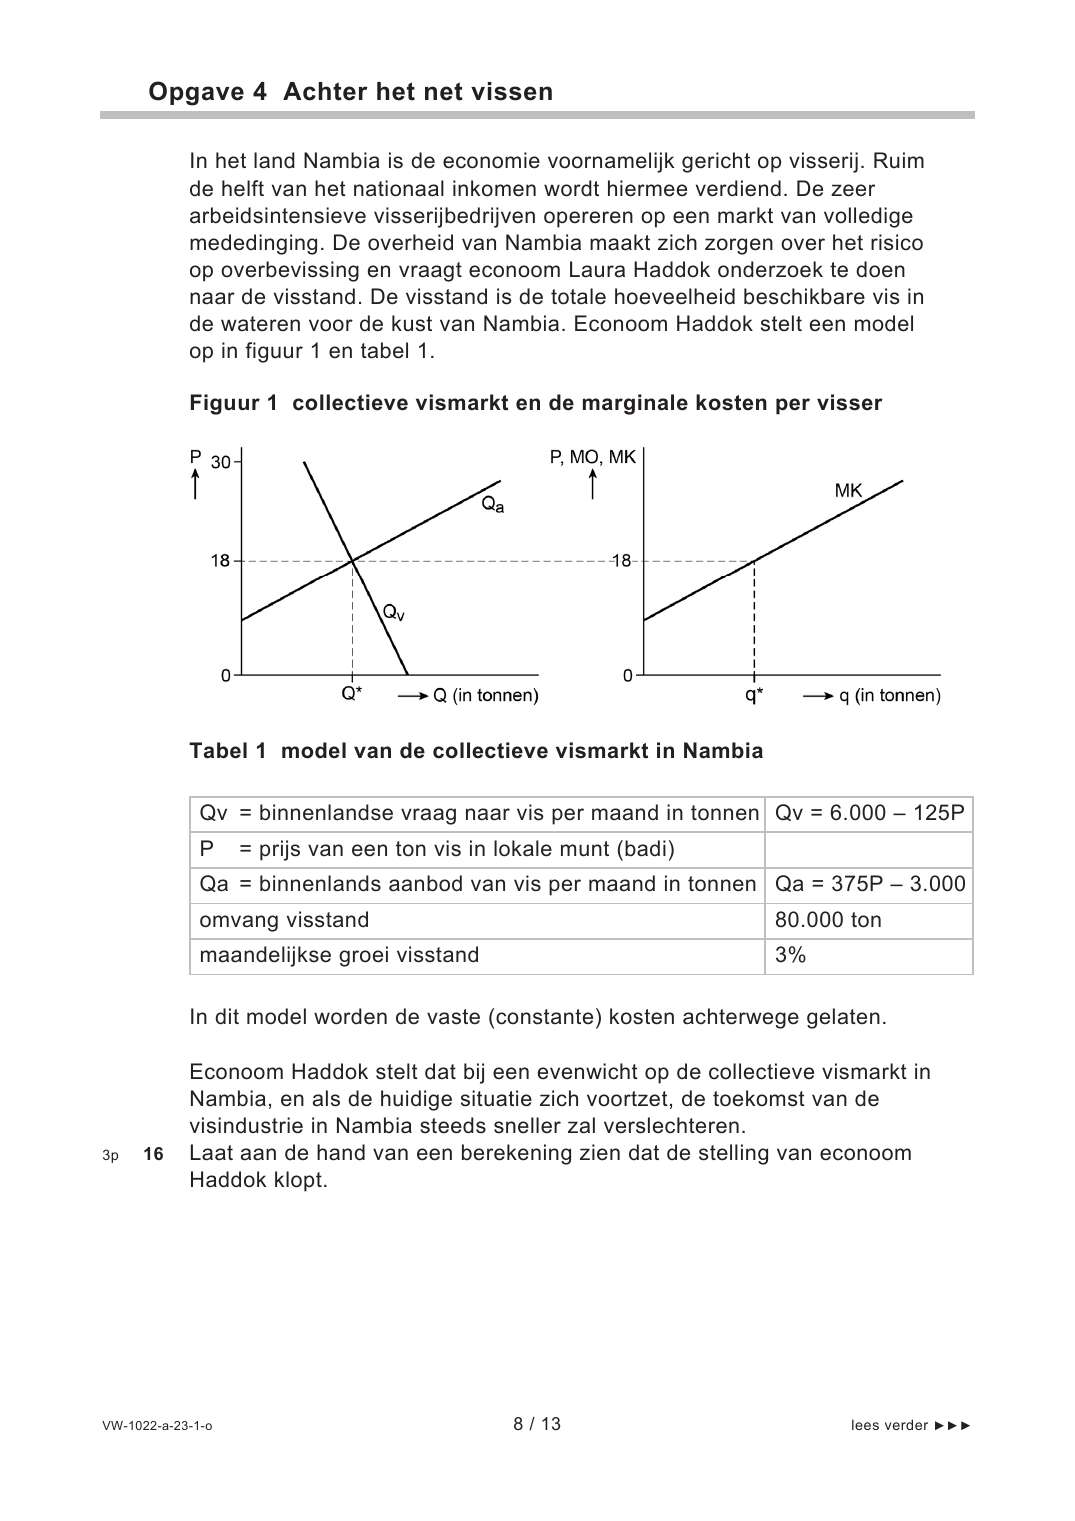 Opgave 4 Achter het net vissen
In het land Nambia is de economie voornamelijk gericht op visserij. Ruim
de helft van het nationaal inkomen wordt hiermee verdiend. De zeer
arbeidsintensieve visserijbedrijven opereren op een markt van volledige
mededinging. De overheid van Nambia maakt zich zorgen over het risico
op overbevissing en vraagt econoom Laura Haddok onderzoek te doen
naar de visstand. De visstand is de totale hoeveelheid beschikbare vis in
de wateren voor de kust van Nambia. Econoom Haddok stelt een model
op in figuur 1 en tabel 1.
Figuur 1 collectieve vismarkt en de marginale kosten per visser
P 30
Qa
18
Qv
0
Q* Q (in tonnen)
P, MO, MK
MK
18
0
q* q (in tonnen)
Tabel 1 model van de collectieve vismarkt in Nambia
Qv = binnenlandse vraag naar vis per maand in tonnen Qv = 6.000 – 125P
P = prijs van een ton vis in lokale munt (badi)
Qa = binnenlands aanbod van vis per maand in tonnen Qa = 375P – 3.000
omvang visstand 80.000 ton
maandelijkse groei visstand 3%
In dit model worden de vaste (constante) kosten achterwege gelaten.
Econoom Haddok stelt dat bij een evenwicht op de collectieve vismarkt in
Nambia, en als de huidige situatie zich voortzet, de toekomst van de
visindustrie in Nambia steeds sneller zal verslechteren.
3p 16 Laat aan de hand van een berekening zien dat de stelling van econoom
Haddok klopt.
VW-1022-a-23-1-o 8 / 13 lees verder ►►►